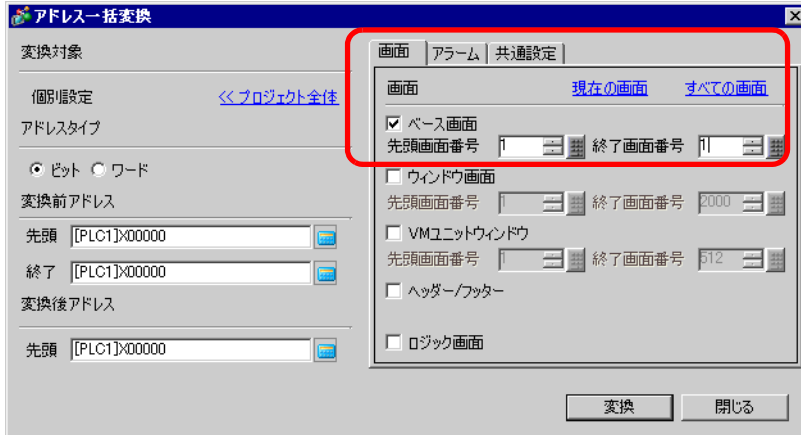 アドレス一括変換
変換対象
個別設定 << プロジェクト全体
アドレスタイプ
ビット ワード
変換前アドレス
先頭 [PLC1]X00000
終了 [PLC1]X00000
変換後アドレス
先頭 [PLC1]X00000
画面 アラーム 共通設定
画面 現在の画面 すべての画面
ベース画面
先頭画面番号 1 終了画面番号 1
ウィンドウ画面
先頭画面番号 1 終了画面番号 2000
VMユニットウィンドウ
先頭画面番号 1 終了画面番号 512
ヘッダー/フッター
ロジック画面
変換 閉じる